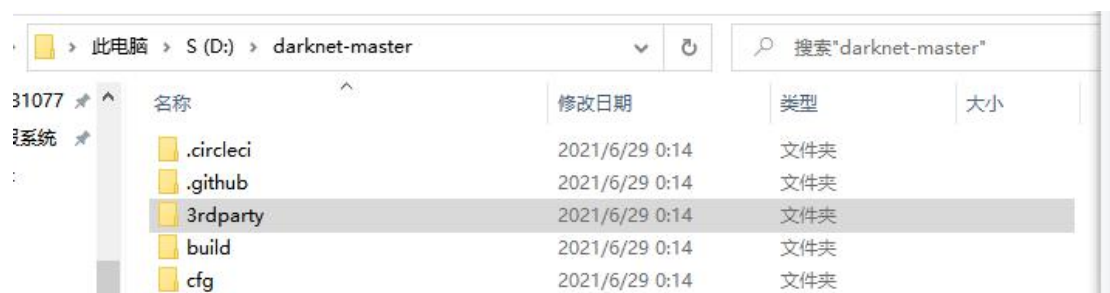 此电脑 > S (D:) > darknet-master 搜索"darknet-master"
31077 名称 修改日期 类型 大小
系统 .circleci 2021/6/29 0:14 文件夹
.github 2021/6/29 0:14 文件夹
3rdparty 2021/6/29 0:14 文件夹
build 2021/6/29 0:14 文件夹
cfg 2021/6/29 0:14 文件夹